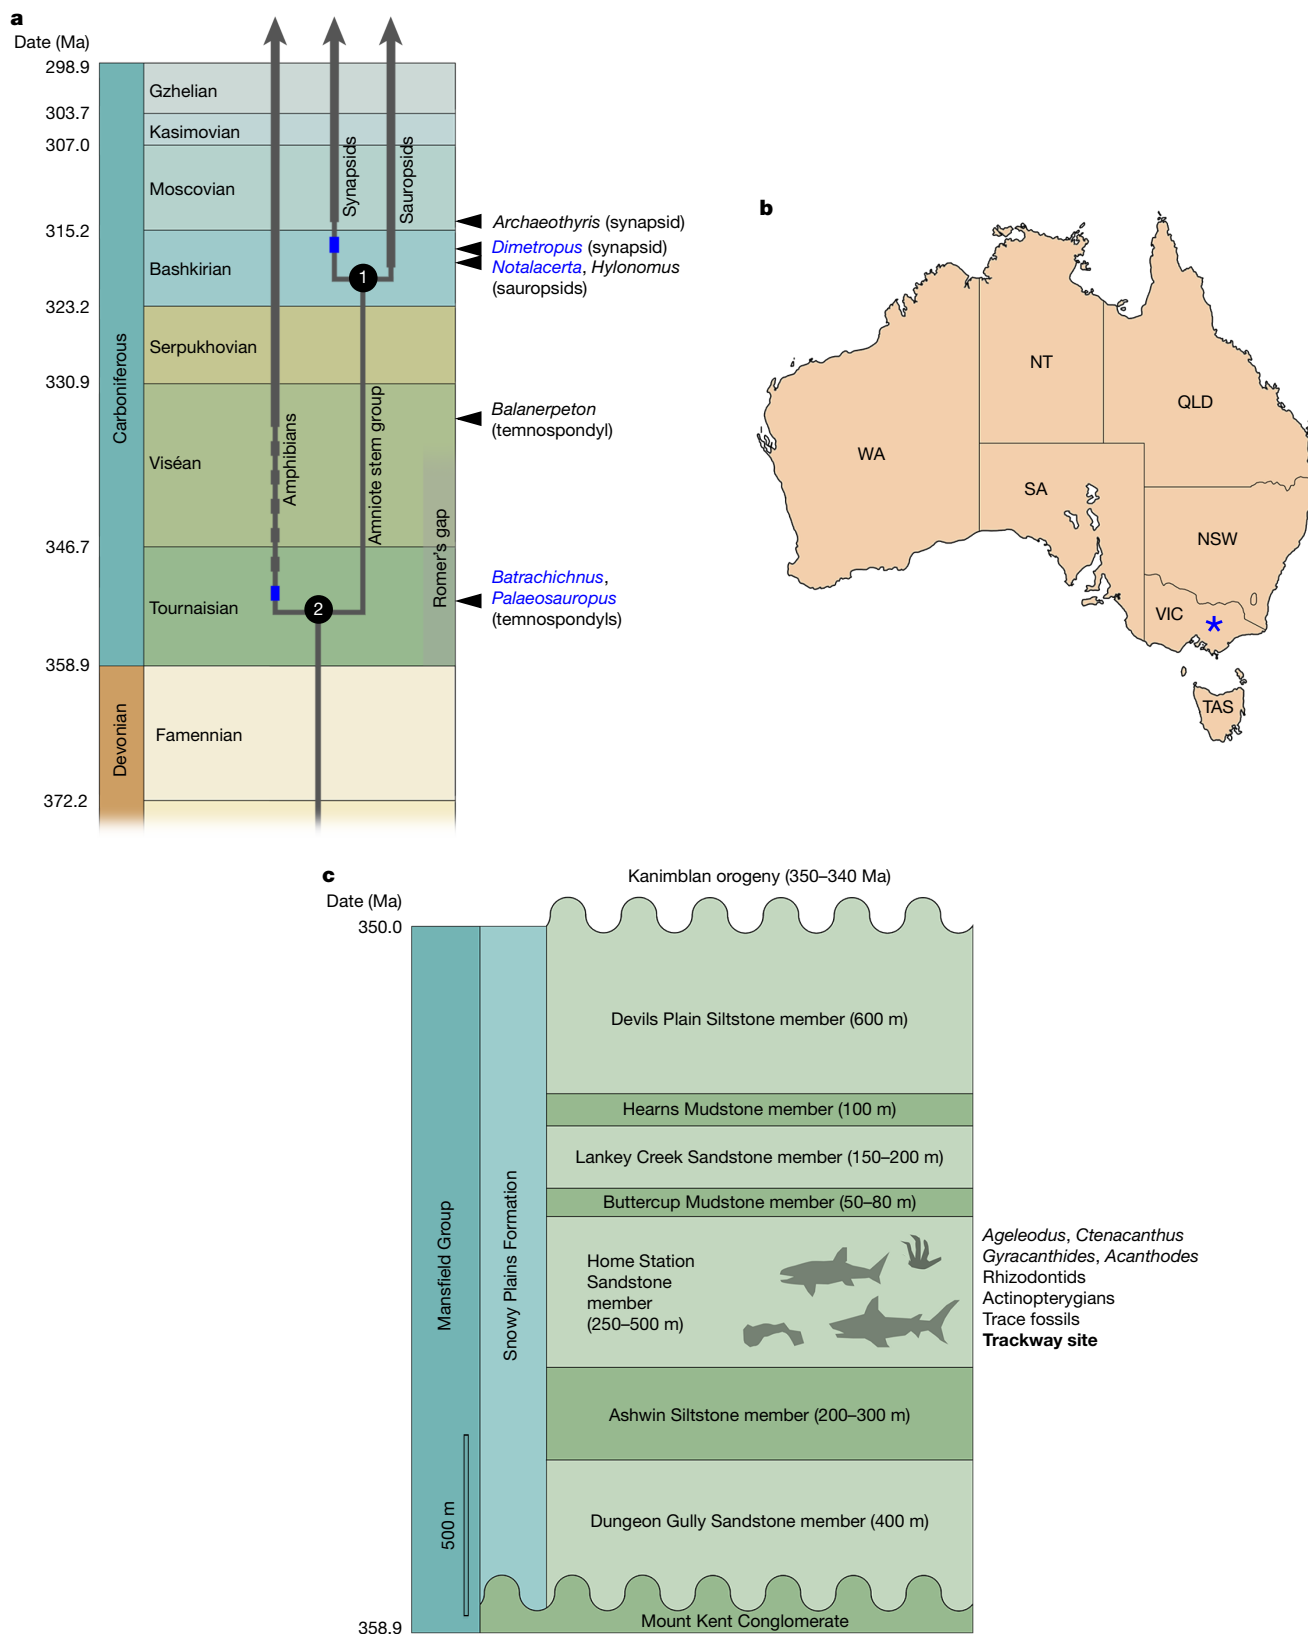 a
Date (Ma)
298.9
Gzhelian
303.7
Kasimovian
307.0
Moscovian
315.2
Bashkirian
323.2
Serpukhovian
330.9
Viséan
346.7
Tournaisian
358.9
Famennian
372.2
Carboniferous
Devonian
Synapsids
Sauropsids
Amphibians
Amniote stem group
Romer's gap
1
2
Archaeothyris (synapsid)
Dimetropus (synapsid)
Notalacerta, Hylonomus
(sauropsids)
Balanerpeton
(temnospondyl)
Batrachichnus,
Palaeosauropus
(temnospondyls)
b
WA
NT
QLD
SA
NSW
VIC
*
TAS
c
Kanimblan orogeny (350–340 Ma)
Date (Ma)
350.0
Mansfield Group
Snowy Plains Formation
Devils Plain Siltstone member (600 m)
Hearns Mudstone member (100 m)
Lankey Creek Sandstone member (150–200 m)
Buttercup Mudstone member (50–80 m)
Home Station
Sandstone
member
(250–500 m)
Ageleodus, Ctenacanthus
Gyracanthides, Acanthodes
Rhizodontids
Actinopterygians
Trace fossils
Trackway site
Ashwin Siltstone member (200–300 m)
Dungeon Gully Sandstone member (400 m)
500 m
Mount Kent Conglomerate
358.9